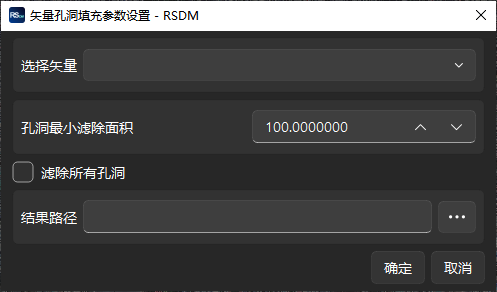 矢量孔洞填充参数设置 - RSDM
选择矢量
孔洞最小滤除面积 100.0000000
滤除所有孔洞
结果路径 •••
确定 取消